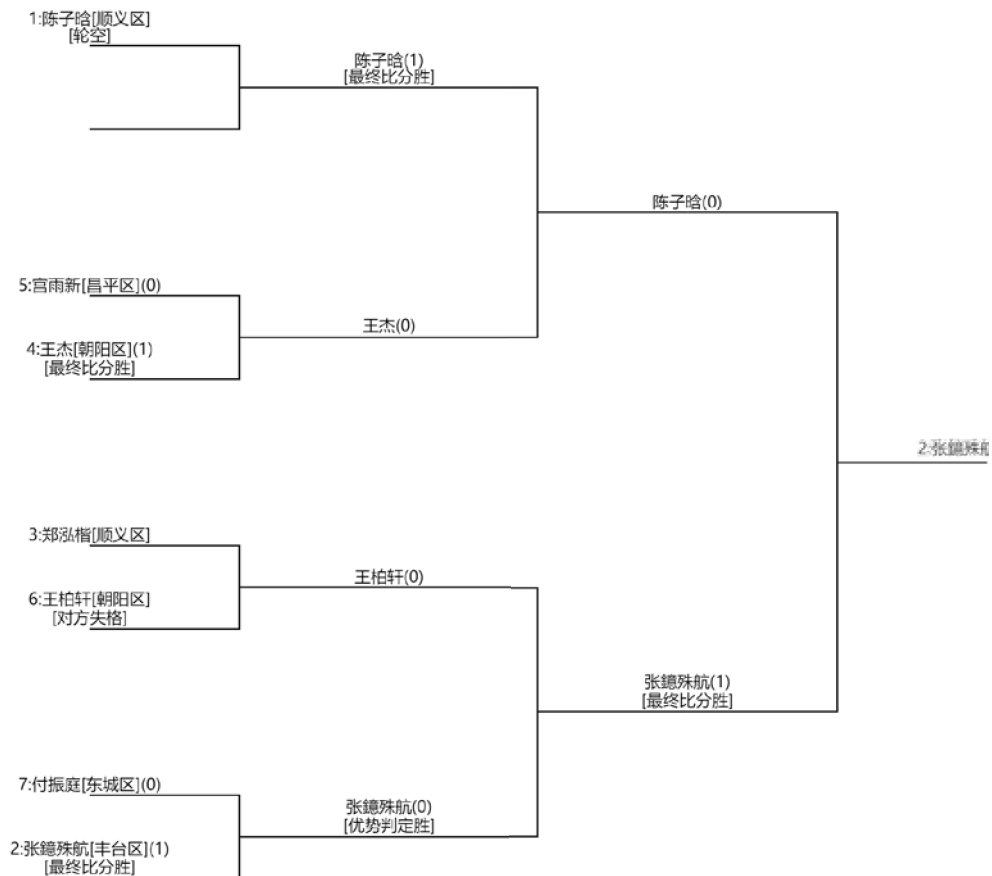 1:陈子晗[顺义区]
[轮空]
陈子晗(1)
[最终比分胜]
陈子晗(0)
5:宫雨新[昌平区](0)
王杰(0)
4:王杰[朝阳区](1)
[最终比分胜]
2:张鐿殊航
3:郑泓楷[顺义区]
王柏轩(0)
6:王柏轩[朝阳区]
[对方失格]
张鐿殊航(1)
[最终比分胜]
7:付振庭[东城区](0)
张鐿殊航(0)
[优势判定胜]
2:张鐿殊航[丰台区](1)
[最终比分胜]